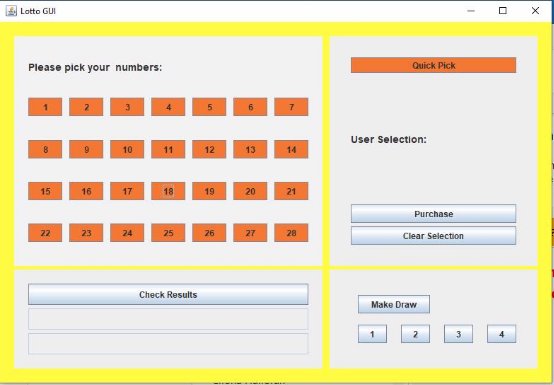 Lotto GUI
Please pick your  numbers:
1 2 3 4 5 6 7
8 9 10 11 12 13 14
15 16 17 18 19 20 21
22 23 24 25 26 27 28
Quick Pick
User Selection:
Purchase
Clear Selection
Check Results
Make Draw
1 2 3 4